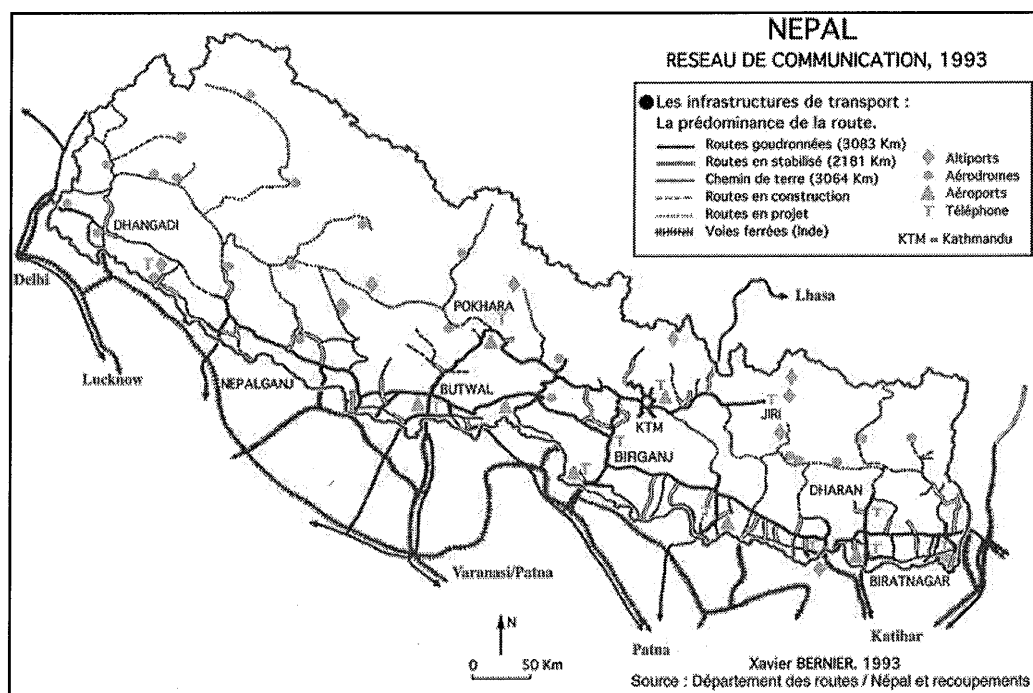 NEPAL
RESEAU DE COMMUNICATION, 1993
Les infrastructures de transport :
La prédominance de la route.
Routes goudronnées (3083 Km)
Routes en stabilisé (2181 Km)
Chemin de terre (3064 Km)
Routes en construction
Routes en projet
Voies ferrées (Inde)
Altiports
Aérodromes
Aéroports
T Téléphone
KTM = Kathmandu
DHANGADI
T
Delhi
Lhasa
POKHARA
T
Lucknow
NEPALGANJ
BUTWAL
T
T
JIRI
KTM
T
BIRGANJ
T
DHARAN
T
T
BIRATNAGAR
Varanasi/Patna
N
0 50 Km
Patna
Katihar
Xavier BERNIER. 1993
Source : Département des routes / Népal et recoupements